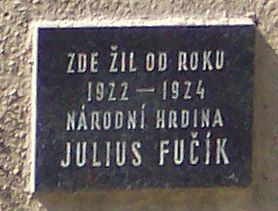 ZDE ŽIL OD ROKU
1922 — 1924
NÁRODNÍ HRDINA
JULIUS FUČÍK